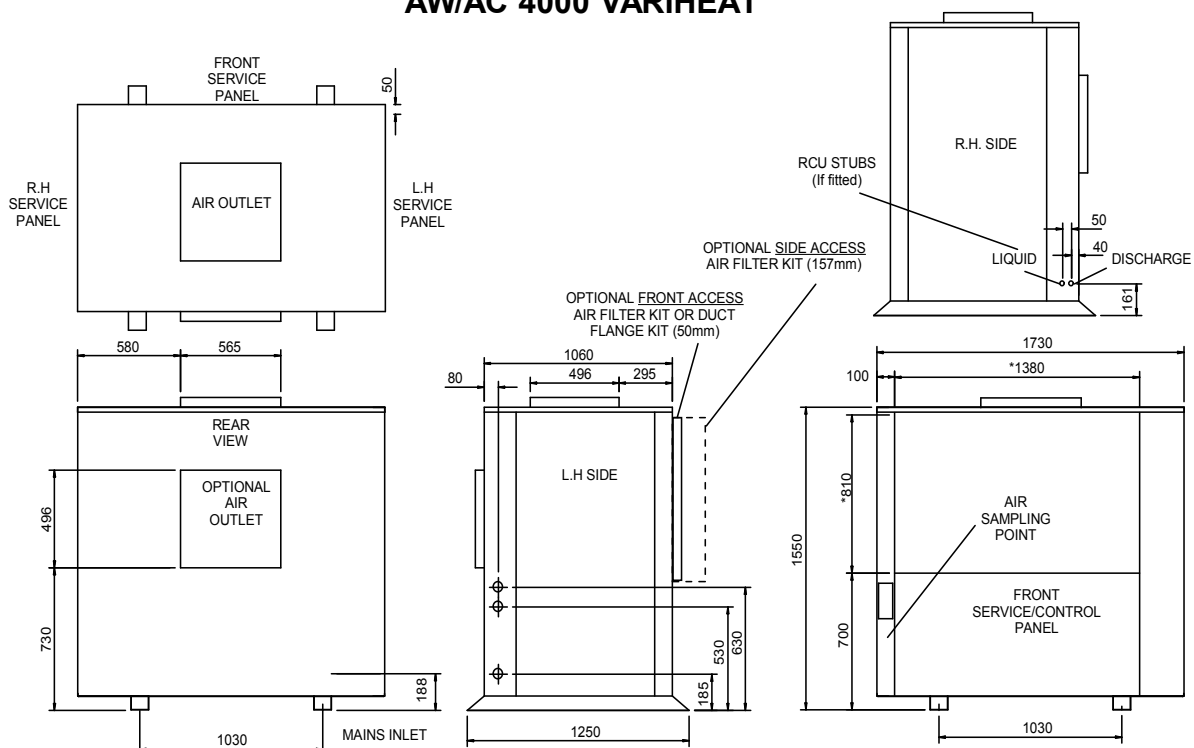 AW/AC 4000 VARIHEAT
FRONT
SERVICE
PANEL
50
R.H
SERVICE
PANEL
AIR OUTLET
L.H
SERVICE
PANEL
R.H. SIDE
RCU STUBS
(If fitted)
50
40
LIQUID
DISCHARGE
161
OPTIONAL SIDE ACCESS
AIR FILTER KIT (157mm)
OPTIONAL FRONT ACCESS
AIR FILTER KIT OR DUCT
FLANGE KIT (50mm)
580
565
REAR
VIEW
OPTIONAL
AIR
OUTLET
496
730
188
1030
MAINS INLET
1060
80
496
295
L.H SIDE
185
530
630
1250
1730
100
*1380
*810
1550
700
AIR
SAMPLING
POINT
FRONT
SERVICE/CONTROL
PANEL
1030